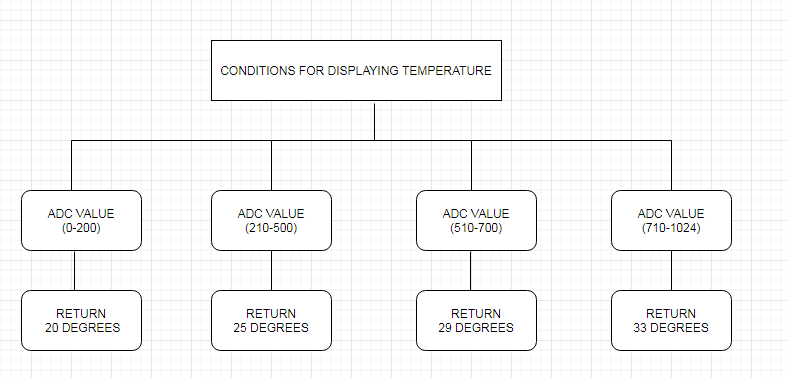 CONDITIONS FOR DISPLAYING TEMPERATURE
ADC VALUE
(0-200)
ADC VALUE
(210-500)
ADC VALUE
(510-700)
ADC VALUE
(710-1024)
RETURN
20 DEGREES
RETURN
25 DEGREES
RETURN
29 DEGREES
RETURN
33 DEGREES